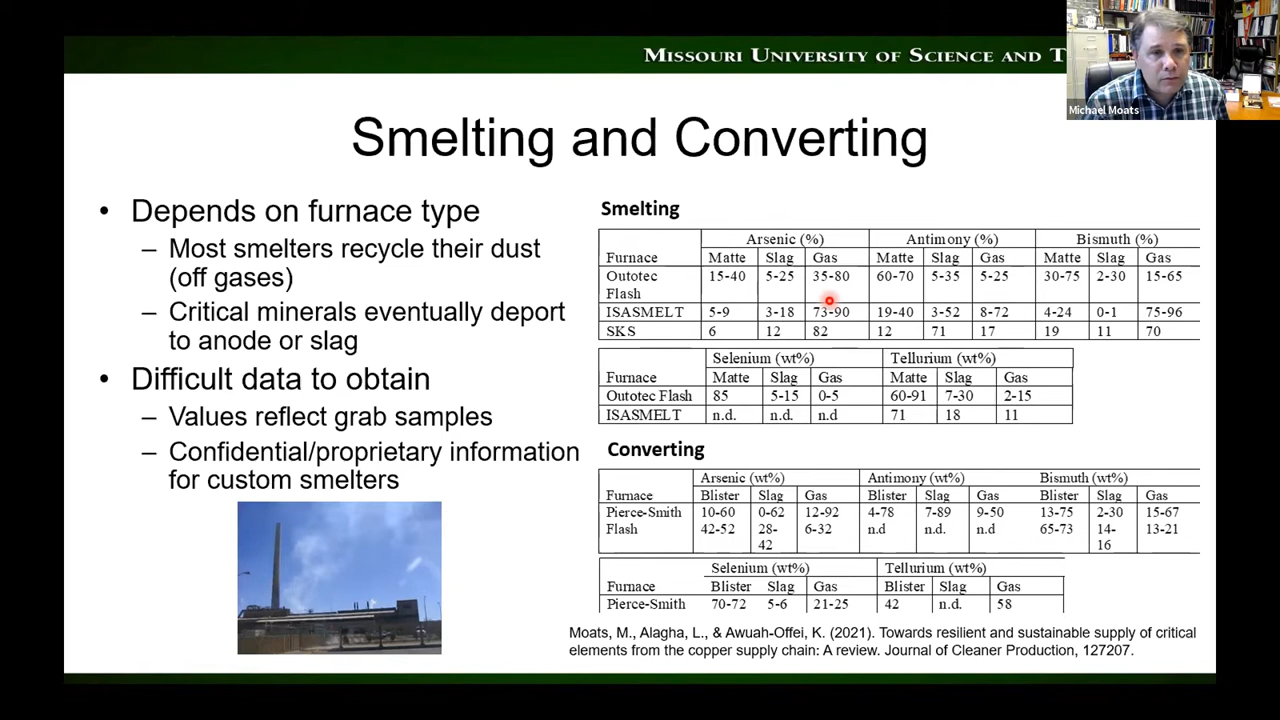 MISSOURI UNIVERSITY OF SCIENCE AND T
Michael Moats
Smelting and Converting
• Depends on furnace type
– Most smelters recycle their dust
(off gases)
– Critical minerals eventually deport
to anode or slag
• Difficult data to obtain
– Values reflect grab samples
– Confidential/proprietary information
for custom smelters
Smelting
Arsenic (%) Antimony (%) Bismuth (%)
Furnace Matte Slag Gas Matte Slag Gas Matte Slag Gas
Outotec 15-40 5-25 35-80 60-70 5-35 5-25 30-75 2-30 15-65
Flash
ISASMELT 5-9 3-18 73-90 19-40 3-52 8-72 4-24 0-1 75-96
SKS 6 12 82 12 71 17 19 11 70
Selenium (wt%) Tellurium (wt%)
Furnace Matte Slag Gas Matte Slag Gas
Outotec Flash 85 5-15 0-5 60-91 7-30 2-15
ISASMELT n.d. n.d. n.d 71 18 11
Converting
Arsenic (wt%) Antimony (wt%) Bismuth (wt%)
Furnace Blister Slag Gas Blister Slag Gas Blister Slag Gas
Pierce-Smith 10-60 0-62 12-92 4-78 7-89 9-50 13-75 2-30 15-67
Flash 42-52 28- 6-32 n.d n.d. n.d 65-73 14- 13-21
42 16
Selenium (wt%) Tellurium (wt%)
Furnace Blister Slag Gas Blister Slag Gas
Pierce-Smith 70-72 5-6 21-25 42 n.d. 58
Moats, M., Alagha, L., & Awuah-Offei, K. (2021). Towards resilient and sustainable supply of critical
elements from the copper supply chain: A review. Journal of Cleaner Production, 127207.